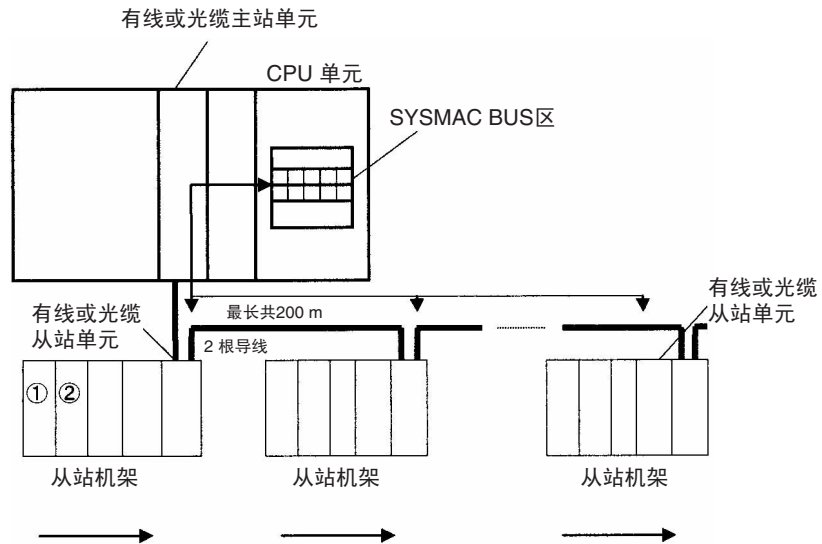 有线或光缆主站单元
CPU 单元
SYSMAC BUS区
有线或光缆
从站单元
最长共200 m
2 根导线
有线或光缆
从站单元
① ②
从站机架
从站机架
从站机架